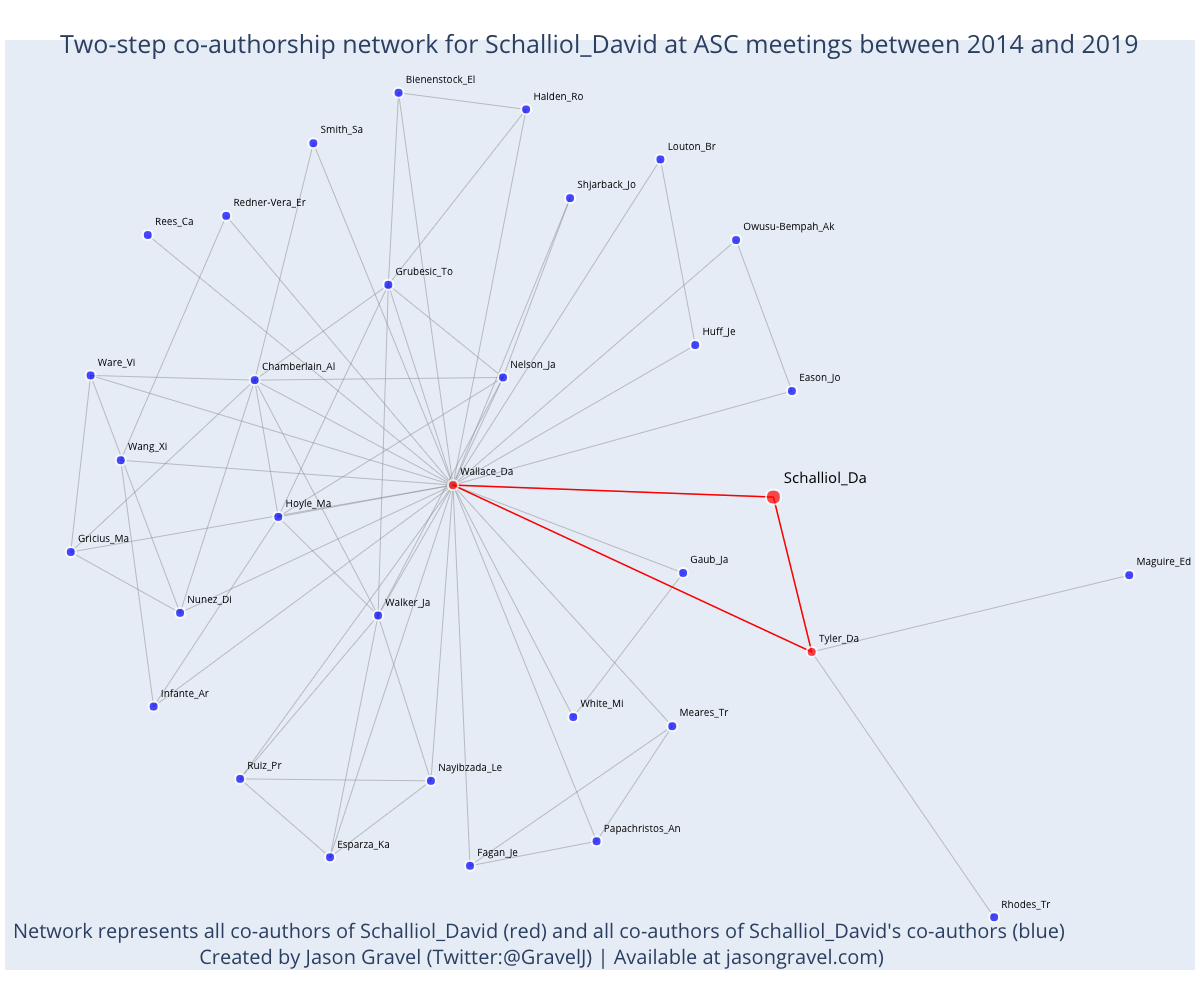 Two-step co-authorship network for Schalliol_David at ASC meetings between 2014 and 2019
Bienenstock_El
Halden_Ro
Smith_Sa
Louton_Br
Shjarback_Jo
Redner-Vera_Er
Rees_Ca
Owusu-Bempah_Ak
Grubesic_To
Huff_Je
Ware_Vi
Chamberlain_Al
Nelson_Ja
Eason_Jo
Wang_Xi
Wallace_Da
Schalliol_Da
Hoyle_Ma
Gricius_Ma
Gaub_Ja
Maguire_Ed
Nunez_Di
Walker_Ja
Tyler_Da
Infante_Ar
White_Mi
Meares_Tr
Ruiz_Pr
Nayibzada_Le
Papachristos_An
Esparza_Ka
Fagan_Je
Rhodes_Tr
Network represents all co-authors of Schalliol_David (red) and all co-authors of Schalliol_David's co-authors (blue)
Created by Jason Gravel (Twitter:@GravelJ) | Available at jasongravel.com)